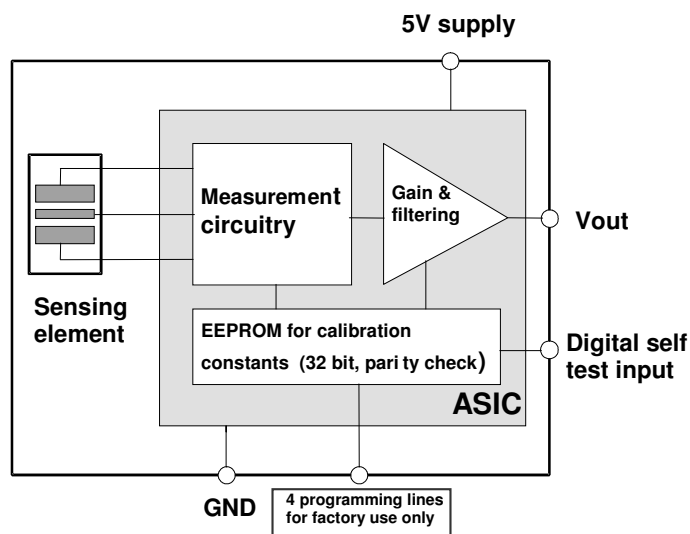 5V supply
Measurement
circuitry
Gain &
filtering
Vout
Sensing
element
EEPROM for calibration
constants (32 bit, pari ty check)
Digital self
test input
ASIC
GND
4 programming lines
for factory use only